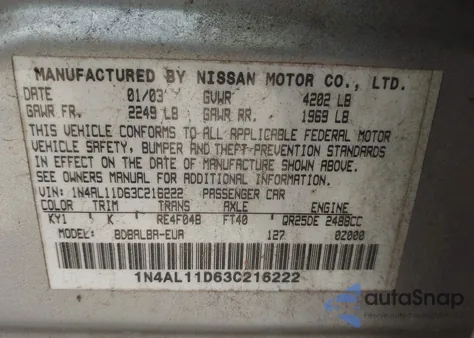 MANUFACTURED BY NISSAN MOTOR CO., LTD.
DATE 01/03 GVWR 4202 LB
GAWR FR. 2249 LB GAWR RR. 1969 LB
THIS VEHICLE CONFORMS TO ALL APPLICABLE FEDERAL MOTOR
VEHICLE SAFETY, BUMPER AND THEFT PREVENTION STANDARDS
IN EFFECT ON THE DATE OF MANUFACTURE SHOWN ABOVE.
SEE OWNERS MANUAL FOR ADDITIONAL INFORMATION
VIN: 1N4AL11D63C216222 PASSENGER CAR
COLOR TRIM TRANS AXLE ENGINE
KY1 K RE4F04B FT40 QR25DE 2488CC
MODEL: BDBALBA-EUA 127 0Z000
1N4AL11D63C216222
autoSnap